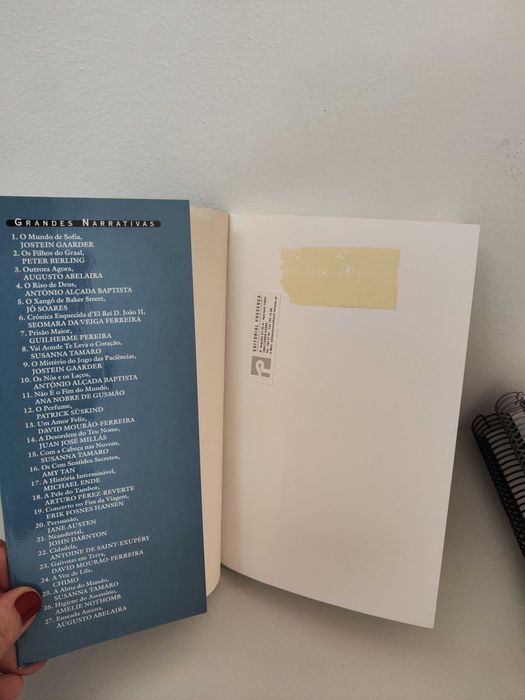 GRANDES NARRATIVAS
1. O Mundo de Sofia,
JOSTEIN GAARDER
2. Os Filhos do Graal,
PETER BERLING
3. Outrora Agora,
AUGUSTO ABELAIRA
4. O Riso de Deus,
ANTÓNIO ALÇADA BAPTISTA
5. O Xangô de Baker Street,
JÔ SOARES
6. Crónica Esquecida d'El Rei D. João II,
SEOMARA DA VEIGA FERREIRA
7. Prisão Maior,
GUILHERME PEREIRA
8. Vai Aonde Te Leva o Coração,
SUSANNA TAMARO
9. O Mistério do Jogo das Paciências,
JOSTEIN GAARDER
10. Os Nós e os Laços,
ANTÓNIO ALÇADA BAPTISTA
11. Não É o Fim do Mundo,
ANA NOBRE DE GUSMÃO
12. O Perfume,
PATRICK SÜSKIND
13. Um Amor Feliz,
DAVID MOURÃO-FERREIRA
14. A Desordem do Teu Nome,
JUAN JOSÉ MILLÁS
15. Com a Cabeça nas Nuvens,
SUSANNA TAMARO
16. Os Cem Sentidos Secretos,
AMY TAN
17. A História Interminável,
MICHAEL ENDE
18. A Pele do Tambor,
ARTURO PÉREZ-REVERTE
19. Concerto no Fim da Viagem,
ERIK FOSNES HANSEN
20. Persuasão,
JANE AUSTEN
21. Neandertal,
JOHN DARNTON
22. Cidadela,
ANTOINE DE SAINT-EXUPÉRY
23. Gaivotas em Terra,
DAVID MOURÃO-FERREIRA
24. A Voz de Lila,
CHIMO
25. A Alma do Mundo,
SUSANNA TAMARO
26. Higiene do Assassino,
AMÉLIE NOTHOMB
27. Enseada Amena,
AUGUSTO ABELAIRA
EDITORIAL PRESENÇA